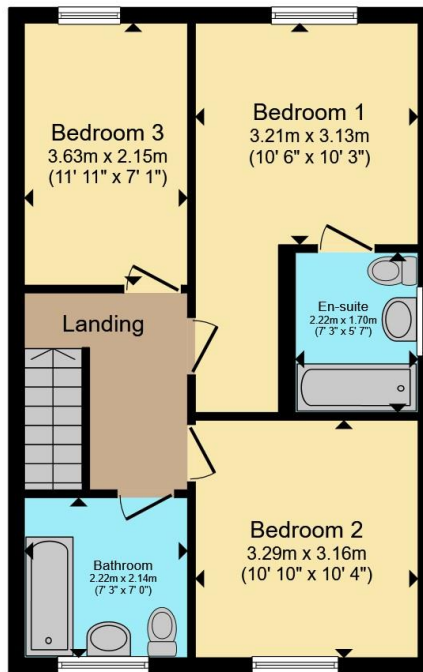 Bedroom 3
3.63m x 2.15m
(11' 11" x 7' 1")
Bedroom 1
3.21m x 3.13m
(10' 6" x 10' 3")
En-suite
2.22m x 1.70m
(7' 3" x 5' 7")
Landing
Bathroom
2.22m x 2.14m
(7' 3" x 7' 0")
Bedroom 2
3.29m x 3.16m
(10' 10" x 10' 4")